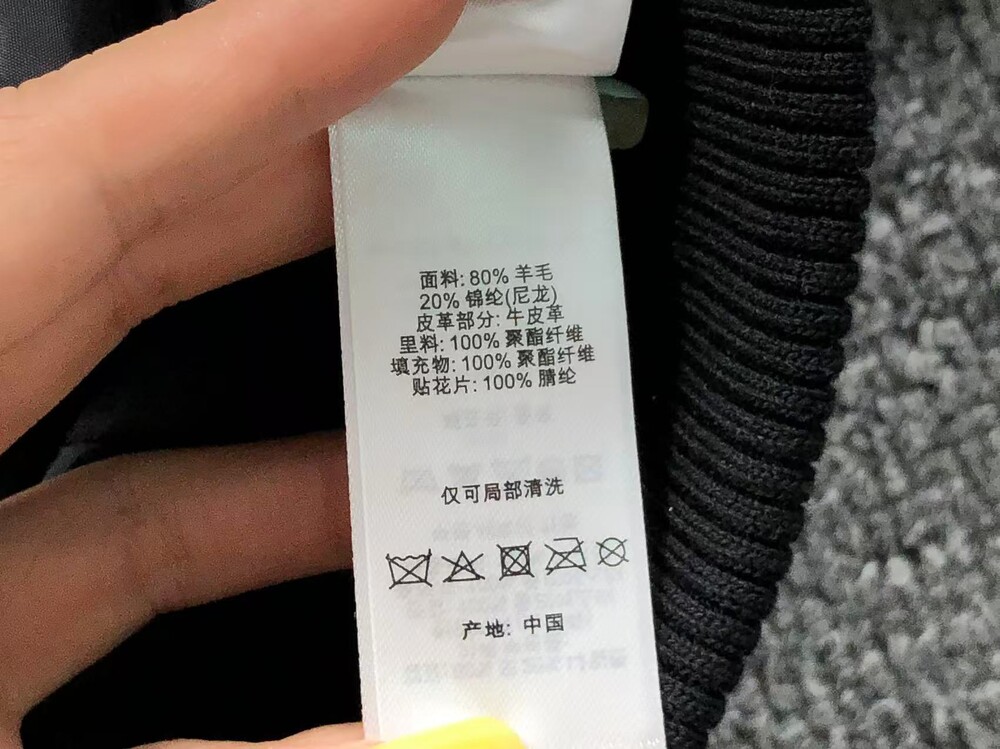 面料: 80% 羊毛
20% 锦纶(尼龙)
皮革部分: 牛皮革
里料: 100% 聚酯纤维
填充物: 100% 聚酯纤维
贴花片: 100% 腈纶
仅可局部清洗
产地: 中国